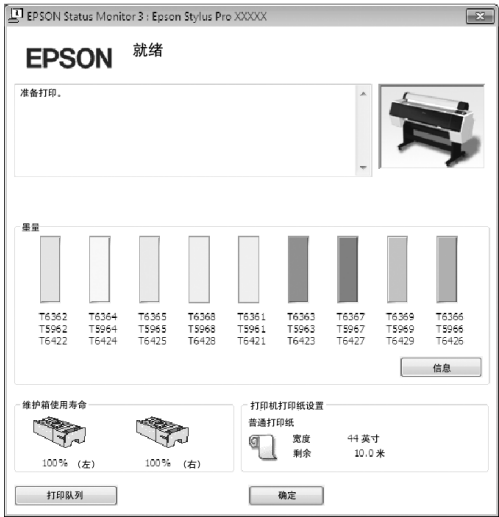 EPSON Status Monitor 3 : Epson Stylus Pro XXXXX
EPSON
就绪
准备打印。
墨量
T6362 T6364 T6365 T6368 T6361 T6363 T6367 T6369 T6366
T5962 T5964 T5965 T5968 T5961 T5963 T5967 T5969 T5966
T6422 T6424 T6425 T6428 T6421 T6423 T6427 T6429 T6426
信息
维护箱使用寿命
100% (左) 100% (右)
打印机打印纸设置
普通打印纸
宽度 44 英寸
剩余 10.0 米
打印队列 确定